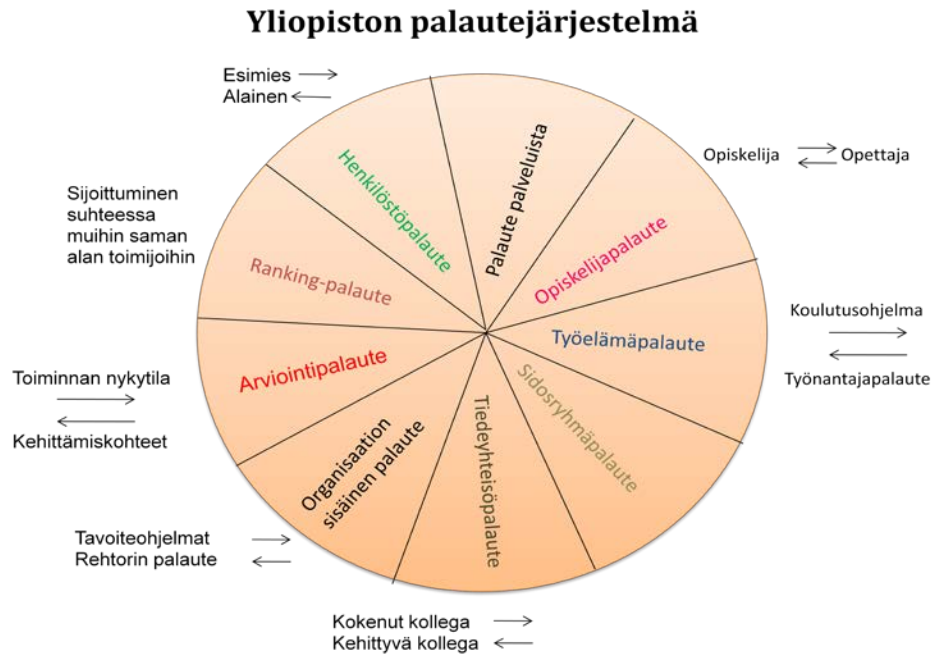 Yliopiston palautejärjestelmä
Esimies
Alainen
Opiskelija
Opettaja
Sijoittuminen
suhteessa
muihin saman
alan toimijoihin
Henkilöstöpalaute
Palaute palveluista
Opiskelijapalaute
Ranking-palaute
Työelämäpalaute
Koulutusohjelma
Työnantajapalaute
Arviointipalaute
Toiminnan nykytila
Kehittämiskohteet
Sidosryhmäpalaute
Tiedeyhteisöpalaute
Organisaation
sisäinen palaute
Tavoiteohjelmat
Rehtorin palaute
Kokenut kollega
Kehittyvä kollega